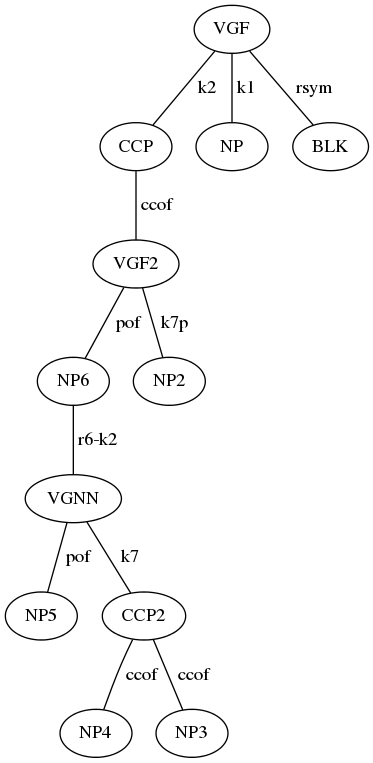 VGF
k2 k1 rsym
CCP NP BLK
ccof
VGF2
pof k7p
NP6 NP2
r6-k2
VGNN
pof k7
NP5 CCP2
ccof ccof
NP4 NP3